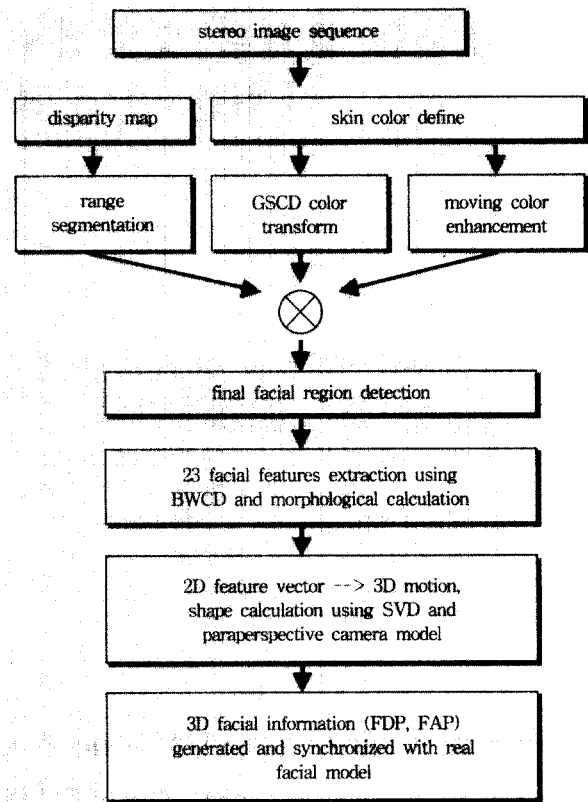 stereo image sequence
disparity map
skin color define
range
segmentation
GSCD color
transform
moving color
enhancement
final facial region detection
23 facial features extraction using
BWCD and morphological calculation
2D feature vector --> 3D motion,
shape calculation using SVD and
paraperspective camera model
3D facial information (FDP, FAP)
generated and synchronized with real
facial model